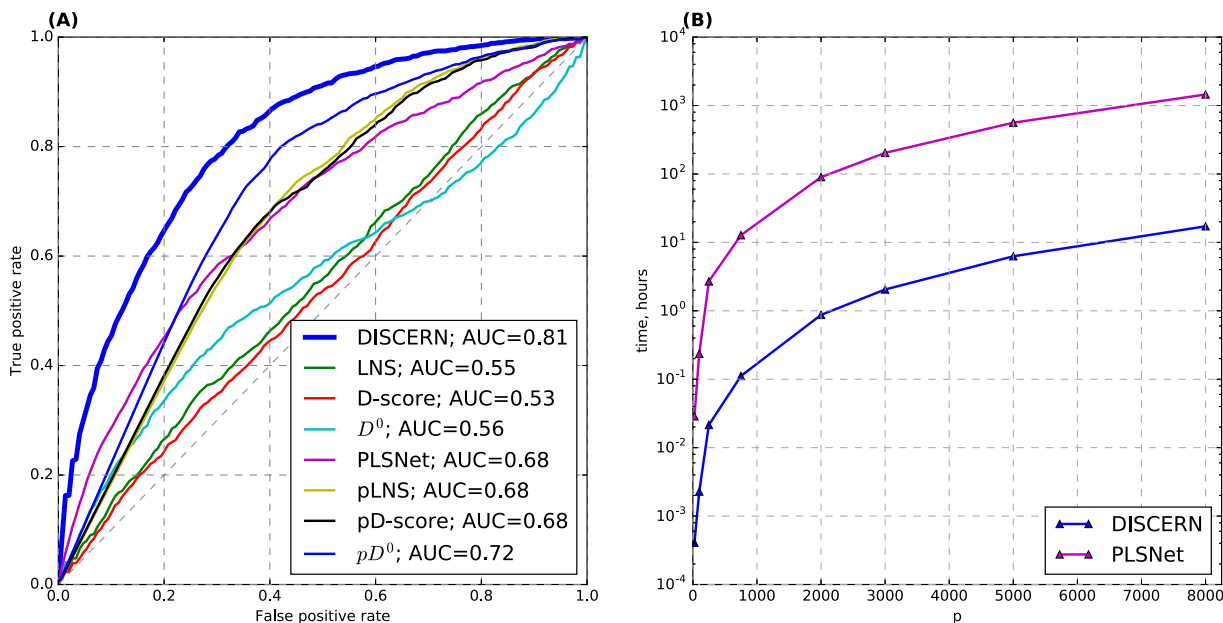 (A)
1.0
0.8
0.6
0.4
0.2
0.0
True positive rate
0.0 0.2 0.4 0.6 0.8 1.0
False positive rate
DISCERN; AUC=0.81
LNS; AUC=0.55
D-score; AUC=0.53
D⁰; AUC=0.56
PLSNet; AUC=0.68
pLNS; AUC=0.68
pD-score; AUC=0.68
pD⁰; AUC=0.72
(B)
10⁴
10³
10²
10¹
10⁰
10⁻¹
10⁻²
10⁻³
10⁻⁴
time, hours
0 1000 2000 3000 4000 5000 6000 7000 8000
p
DISCERN
PLSNet